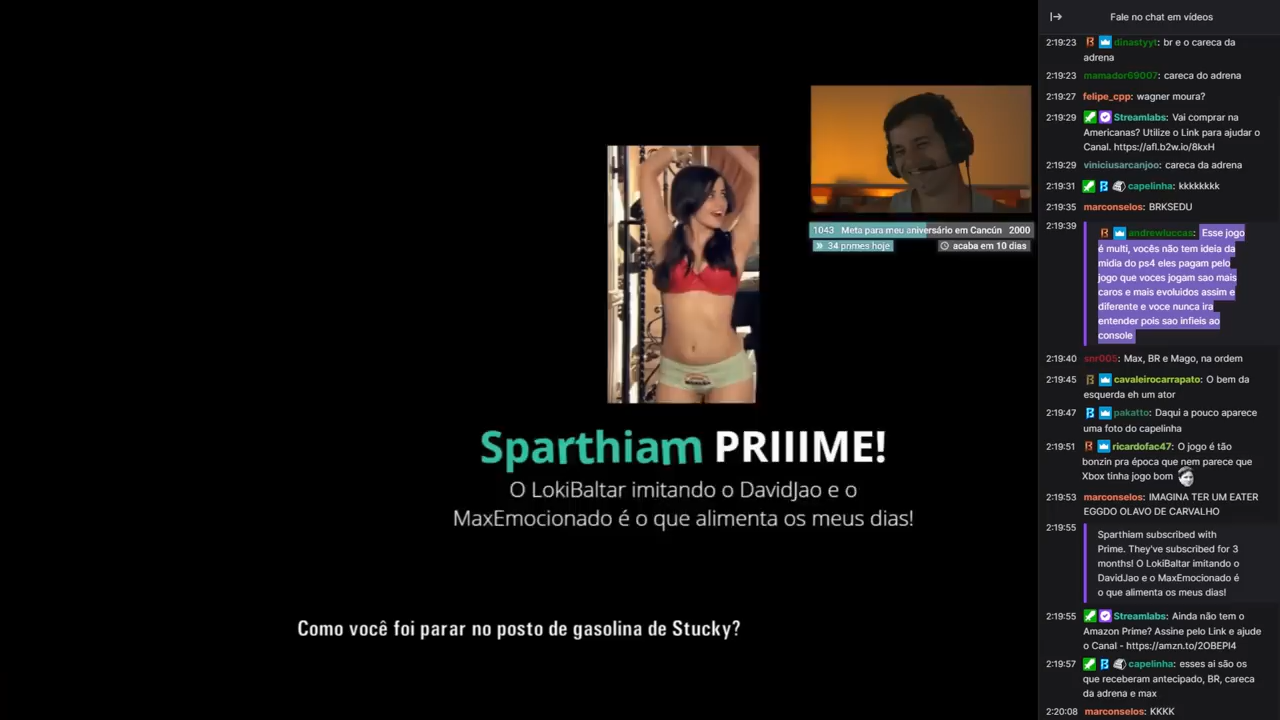 1043 Meta para meu aniversário em Cancún 2000
» 34 primes hoje
acaba em 10 dias
Sparthiam PRIIIME!
O LokiBaltar imitando o DavidJao e o
MaxEmocionado é o que alimenta os meus dias!
Como você foi parar no posto de gasolina de Stucky?
Fale no chat em vídeos
2:19:23 dinastyyt: br e o careca da
adrena
2:19:23 mamador69007: careca do adrena
2:19:27 felipe_cpp: wagner moura?
2:19:29 Streamlabs: Vai comprar na
Americanas? Utilize o Link para ajudar o
Canal. https://afl.b2w.io/8kxH
2:19:29 viniciusarcanjoo: careca da adrena
2:19:31 capelinha: kkkkkkkk
2:19:35 marconselos: BRKSEDU
2:19:39 andrewluccas: Esse jogo
é multi, vocês não tem ideia da
midia do ps4 eles pagam pelo
jogo que voces jogam sao mais
caros e mais evoluidos assim e
diferente e voce nunca ira
entender pois sao infieis ao
console
2:19:40 snr005: Max, BR e Mago, na ordem
2:19:45 cavaleirocarrapato: O bem da
esquerda eh um ator
2:19:47 pakatto: Daqui a pouco aparece
uma foto do capelinha
2:19:51 ricardofac47: O jogo é tão
bonzin pra época que nem parece que
Xbox tinha jogo bom
2:19:53 marconselos: IMAGINA TER UM EATER
EGGDO OLAVO DE CARVALHO
2:19:55 Sparthiam subscribed with
Prime. They've subscribed for 3
months! O LokiBaltar imitando o
DavidJao e o MaxEmocionado é
o que alimenta os meus dias!
2:19:55 Streamlabs: Ainda não tem o
Amazon Prime? Assine pelo Link e ajude
o Canal - https://amzn.to/2OBEPI4
2:19:57 capelinha: esses ai são os
que receberam antecipado, BR, careca
da adrena e max
2:20:08 marconselos: KKKK